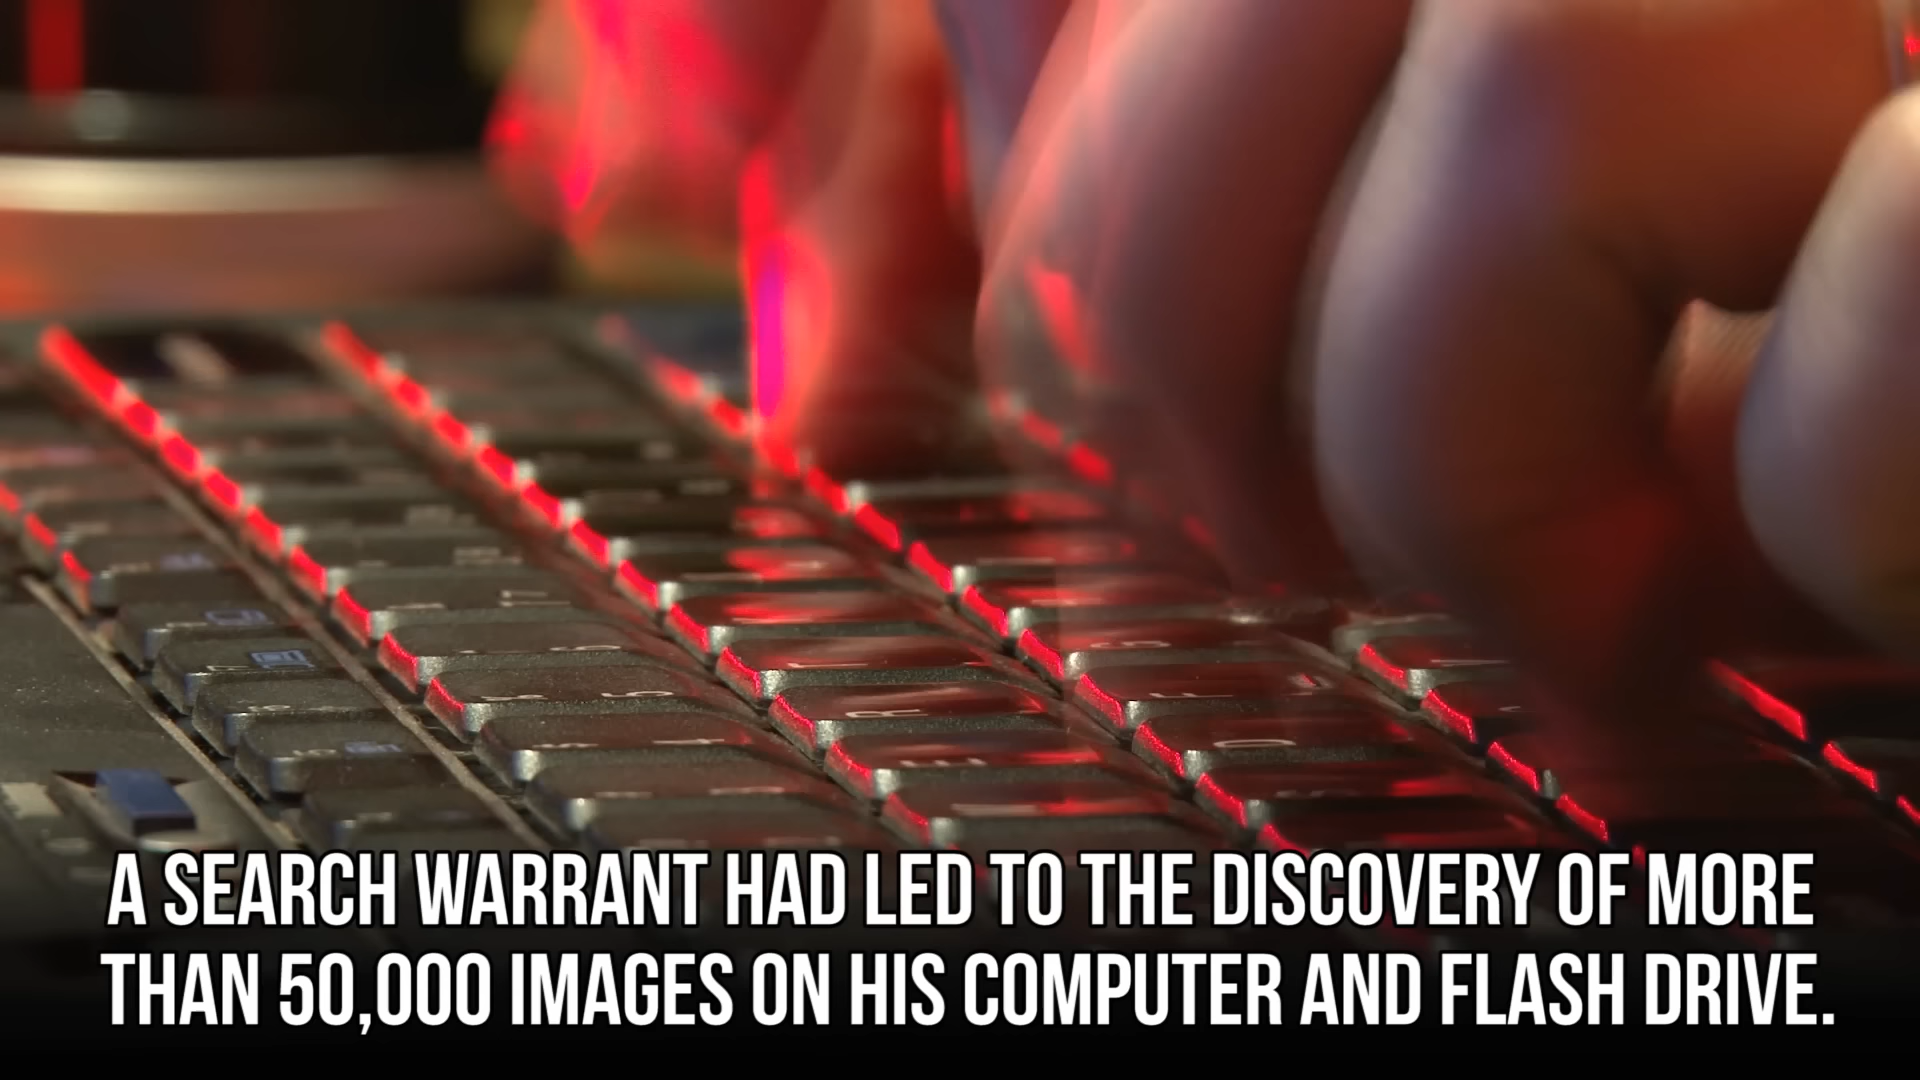 A SEARCH WARRANT HAD LED TO THE DISCOVERY OF MORE
THAN 50,000 IMAGES ON HIS COMPUTER AND FLASH DRIVE.